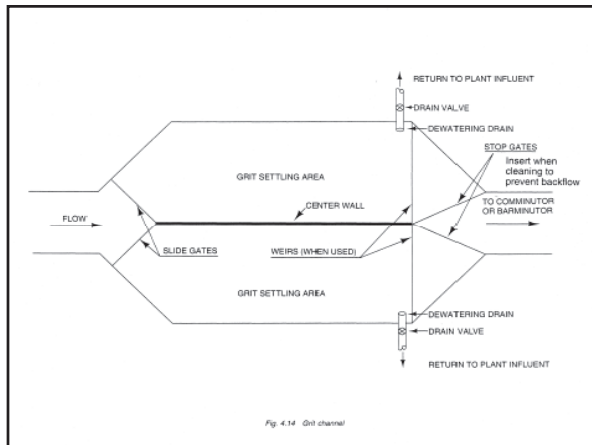 RETURN TO PLANT INFLUENT
DRAIN VALVE
DEWATERING DRAIN
STOP GATES
Insert when
cleaning to
prevent backflow
GRIT SETTLING AREA
CENTER WALL
TO COMMINUTOR
OR BARMINUTOR
FLOW
SLIDE GATES
WEIRS (WHEN USED)
GRIT SETTLING AREA
DEWATERING DRAIN
DRAIN VALVE
RETURN TO PLANT INFLUENT
Fig. 4.14 Grit channel